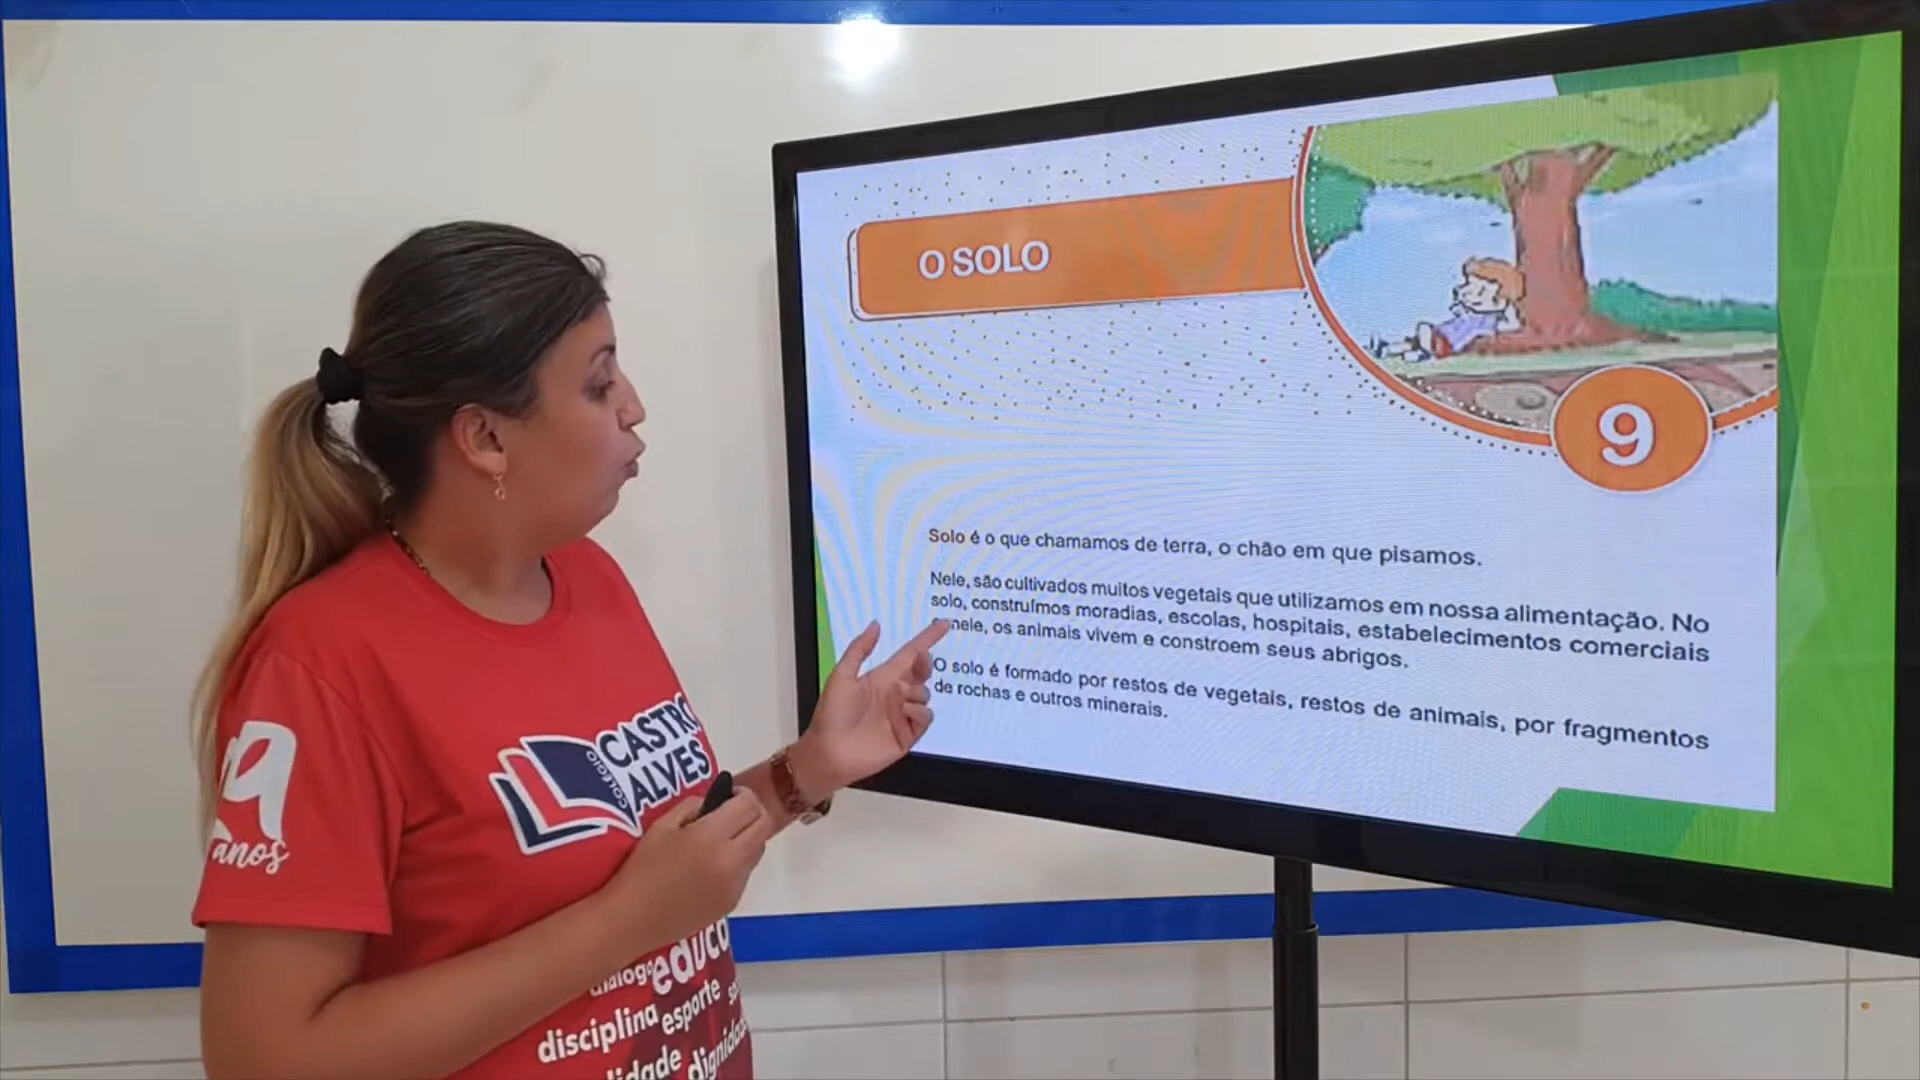 O SOLO
9
Solo é o que chamamos de terra, o chão em que pisamos.
Nele, são cultivados muitos vegetais que utilizamos em nossa alimentação. No
solo, construímos moradias, escolas, hospitais, estabelecimentos comerciais
nele, os animais vivem e constroem seus abrigos.
O solo é formado por restos de vegetais, restos de animais, por fragmentos
de rochas e outros minerais.
COLÉGIO
CASTRO
ALVES
19
anos
educa
disciplina esporte
dignidade